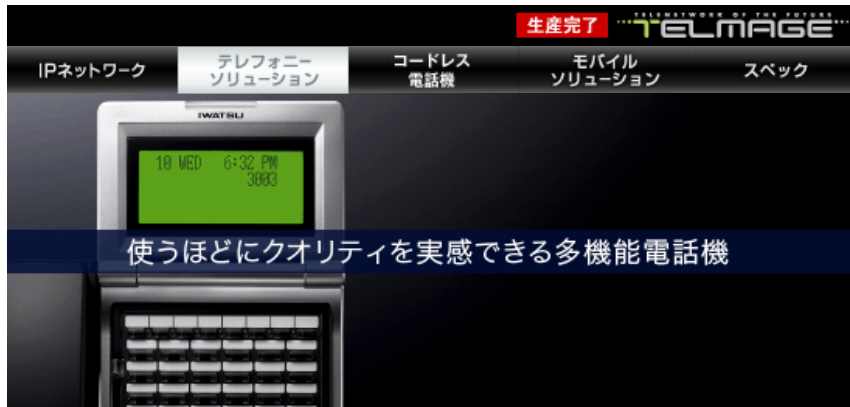 生産完了
TELENETWORK OF THE FUTURE
TELMAGE
IPネットワーク
テレフォニー
ソリューション
コードレス
電話機
モバイル
ソリューション
スペック
IWATSU
10 WED 6:32 PM
3003
使うほどにクオリティを実感できる多機能電話機